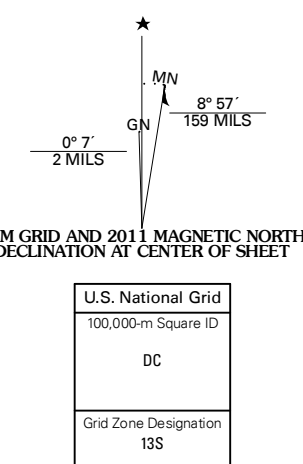 MN
GN
8° 57´
159 MILS
0° 7´
2 MILS
M GRID AND 2011 MAGNETIC NORTH
DECLINATION AT CENTER OF SHEET
U.S. National Grid
100,000-m Square ID
DC
Grid Zone Designation
13S